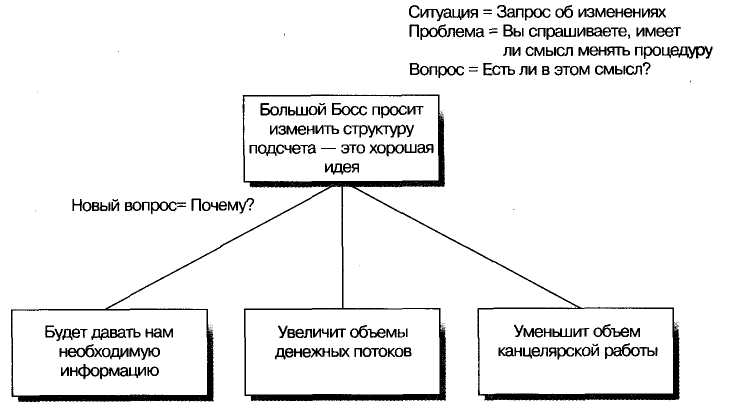 Ситуация = Запрос об изменениях
Проблема = Вы спрашиваете, имеет
ли смысл менять процедуру
Вопрос = Есть ли в этом смысл?
Большой Босс просит
изменить структуру
подсчета — это хорошая
идея
Новый вопрос= Почему?
Будет давать нам
необходимую
информацию
Увеличит объемы
денежных потоков
Уменьшит объем
канцелярской работы